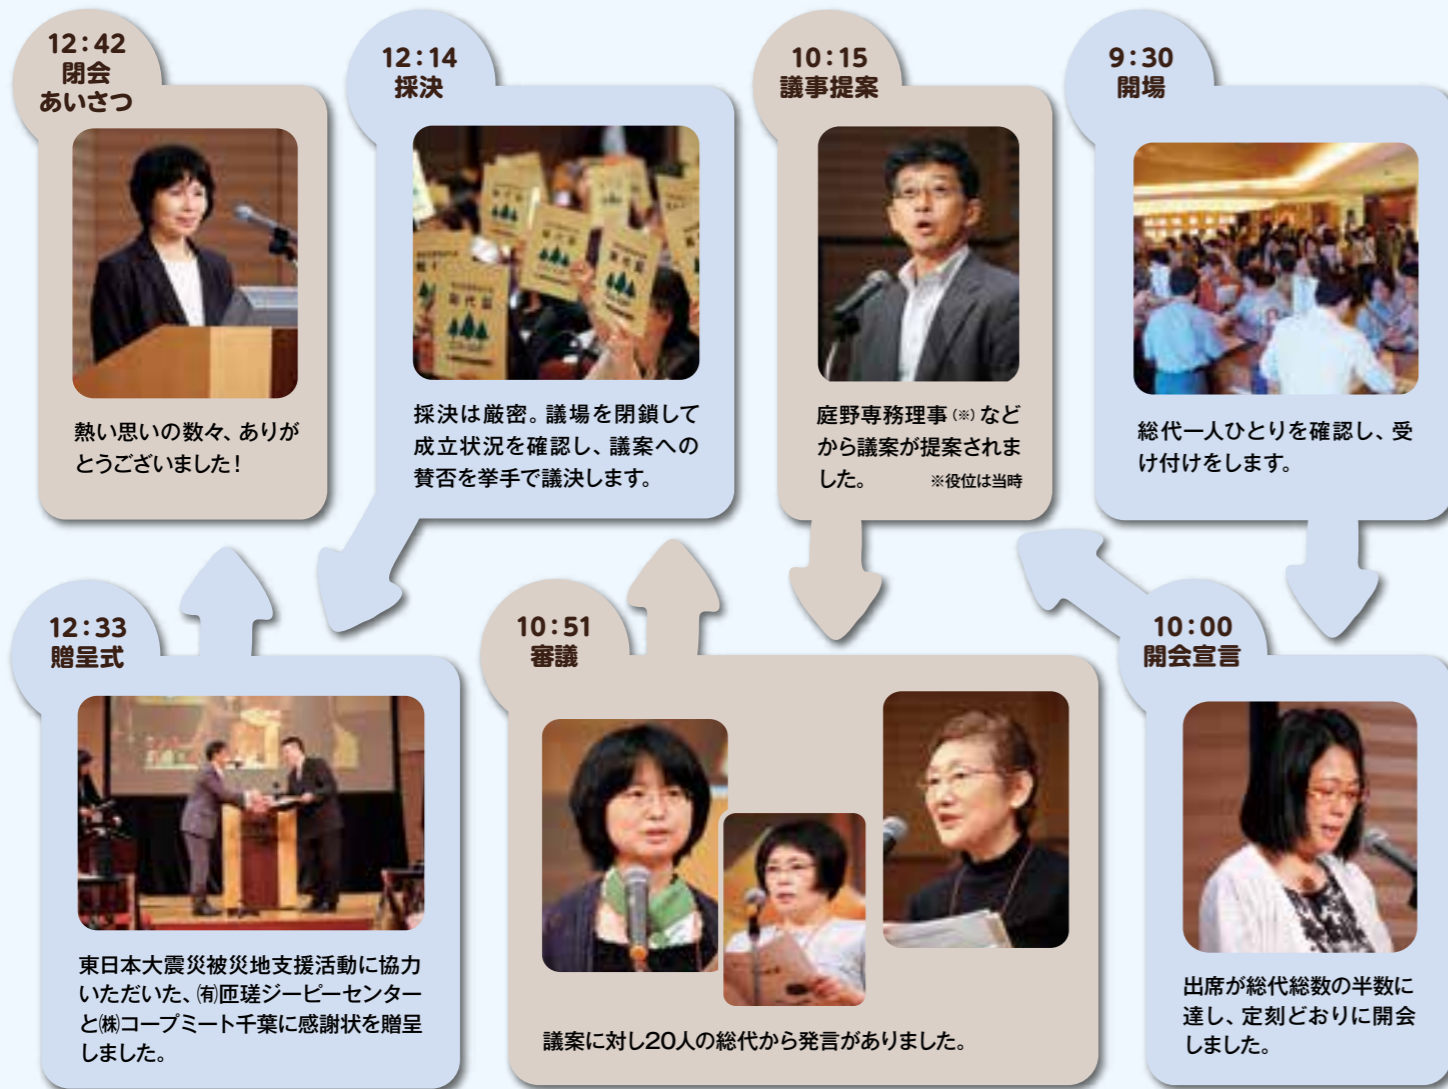 9:30
開場
総代一人ひとりを確認し、受
け付けをします。
10:00
開会宣言
出席が総代総数の半数に
達し、定刻どおりに開会
しました。
10:15
議事提案
庭野専務理事(※)など
から議案が提案されま
した。 ※役位は当時
10:51
審議
議案に対し20人の総代から発言がありました。
12:14
採決
採決は厳密。議場を閉鎖して
成立状況を確認し、議案への
賛否を挙手で議決します。
12:33
贈呈式
東日本大震災被災地支援活動に協力
いただいた、㈲匝瑳ジーピーセンター
と㈱コープミート千葉に感謝状を贈呈
しました。
12:42
閉会
あいさつ
熱い思いの数々、ありが
とうございました!